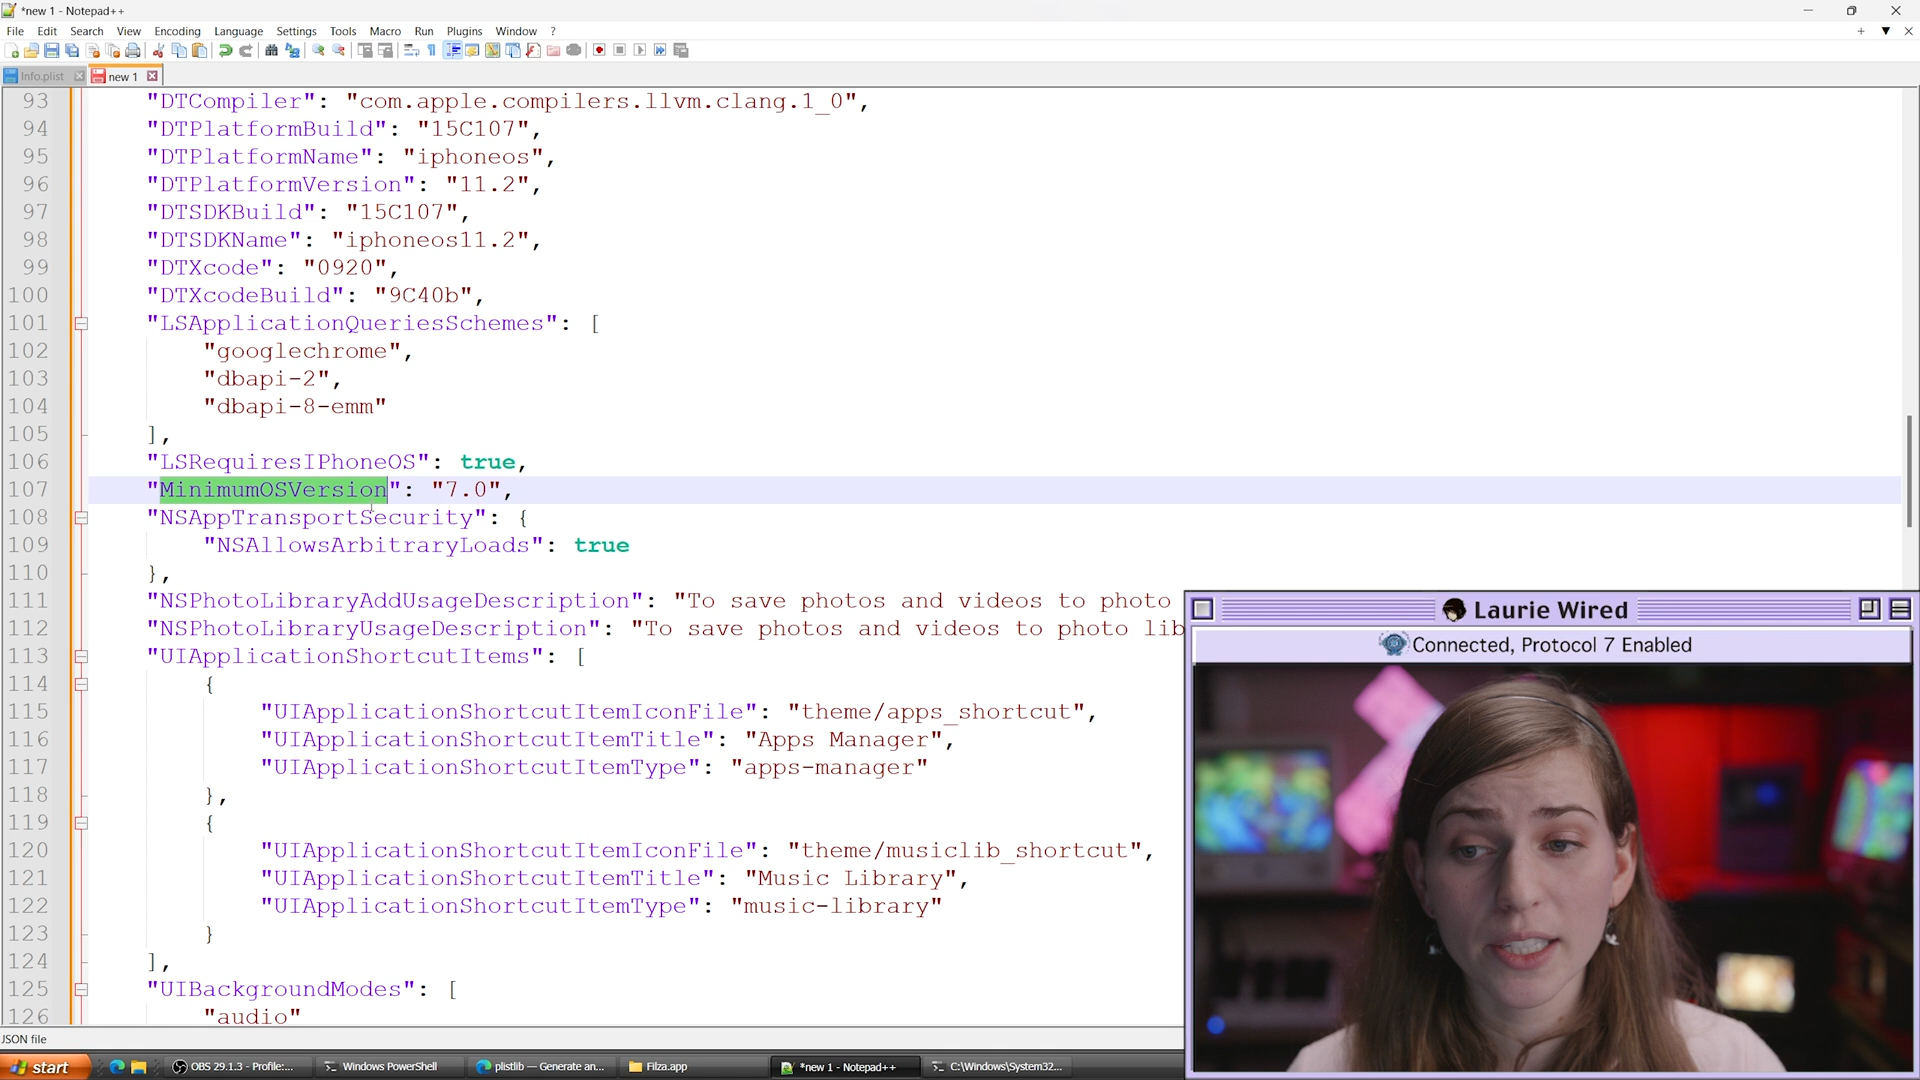 *new 1 - Notepad++
File Edit Search View Encoding Language Settings Tools Macro Run Plugins Window ?
Info.plist new 1
93 "DTCompiler": "com.apple.compilers.llvm.clang.1_0",
94 "DTPlatformBuild": "15C107",
95 "DTPlatformName": "iphoneos",
96 "DTPlatformVersion": "11.2",
97 "DTSDKBuild": "15C107",
98 "DTSDKName": "iphoneos11.2",
99 "DTXcode": "0920",
100 "DTXcodeBuild": "9C40b",
101 "LSApplicationQueriesSchemes": [
102 "googlechrome",
103 "dbapi-2",
104 "dbapi-8-emm"
105 ],
106 "LSRequiresIPhoneOS": true,
107 "MinimumOSVersion": "7.0",
108 "NSAppTransportSecurity": {
109 "NSAllowsArbitraryLoads": true
110 },
111 "NSPhotoLibraryAddUsageDescription": "To save photos and videos to photo
112 "NSPhotoLibraryUsageDescription": "To save photos and videos to photo lib
113 "UIApplicationShortcutItems": [
114 {
115 "UIApplicationShortcutItemIconFile": "theme/apps_shortcut",
116 "UIApplicationShortcutItemTitle": "Apps Manager",
117 "UIApplicationShortcutItemType": "apps-manager"
118 },
119 {
120 "UIApplicationShortcutItemIconFile": "theme/musiclib_shortcut",
121 "UIApplicationShortcutItemTitle": "Music Library",
122 "UIApplicationShortcutItemType": "music-library"
123 }
124 ],
125 "UIBackgroundModes": [
126 "audio"
Laurie Wired
Connected, Protocol 7 Enabled
JSON file
start OBS 29.1.3 - Profile:... Windows PowerShell plistlib — Generate an... Filza.app *new 1 - Notepad++ C:\Windows\System32...